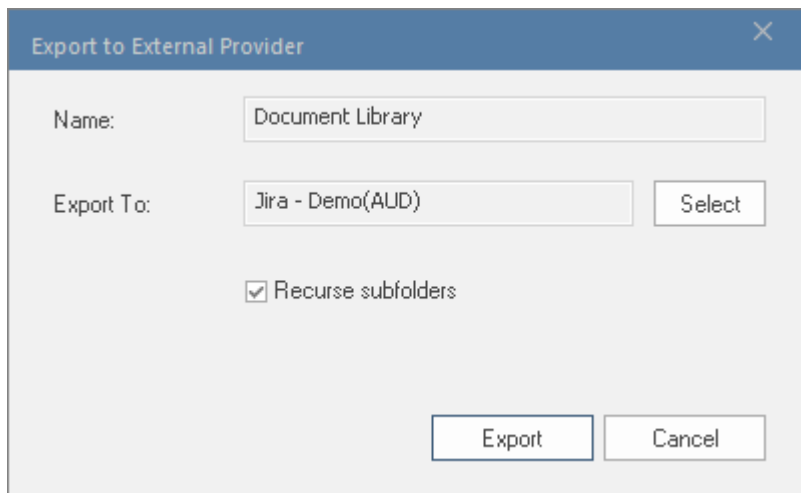 Export to External Provider
Name:
Document Library
Export To:
Jira - Demo(AUD)
Select
Recurse subfolders
Export
Cancel